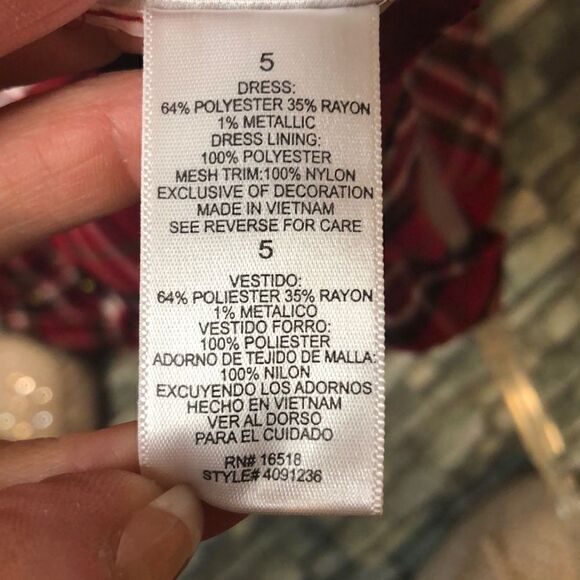 5
DRESS:
64% POLYESTER 35% RAYON
1% METALLIC
DRESS LINING:
100% POLYESTER
MESH TRIM:100% NYLON
EXCLUSIVE OF DECORATION
MADE IN VIETNAM
SEE REVERSE FOR CARE
5
VESTIDO:
64% POLIESTER 35% RAYON
1% METALICO
VESTIDO FORRO:
100% POLIESTER
ADORNO DE TEJIDO DE MALLA:
100% NILON
EXCUYENDO LOS ADORNOS
HECHO EN VIETNAM
VER AL DORSO
PARA EL CUIDADO
RN# 16518
STYLE# 4091236